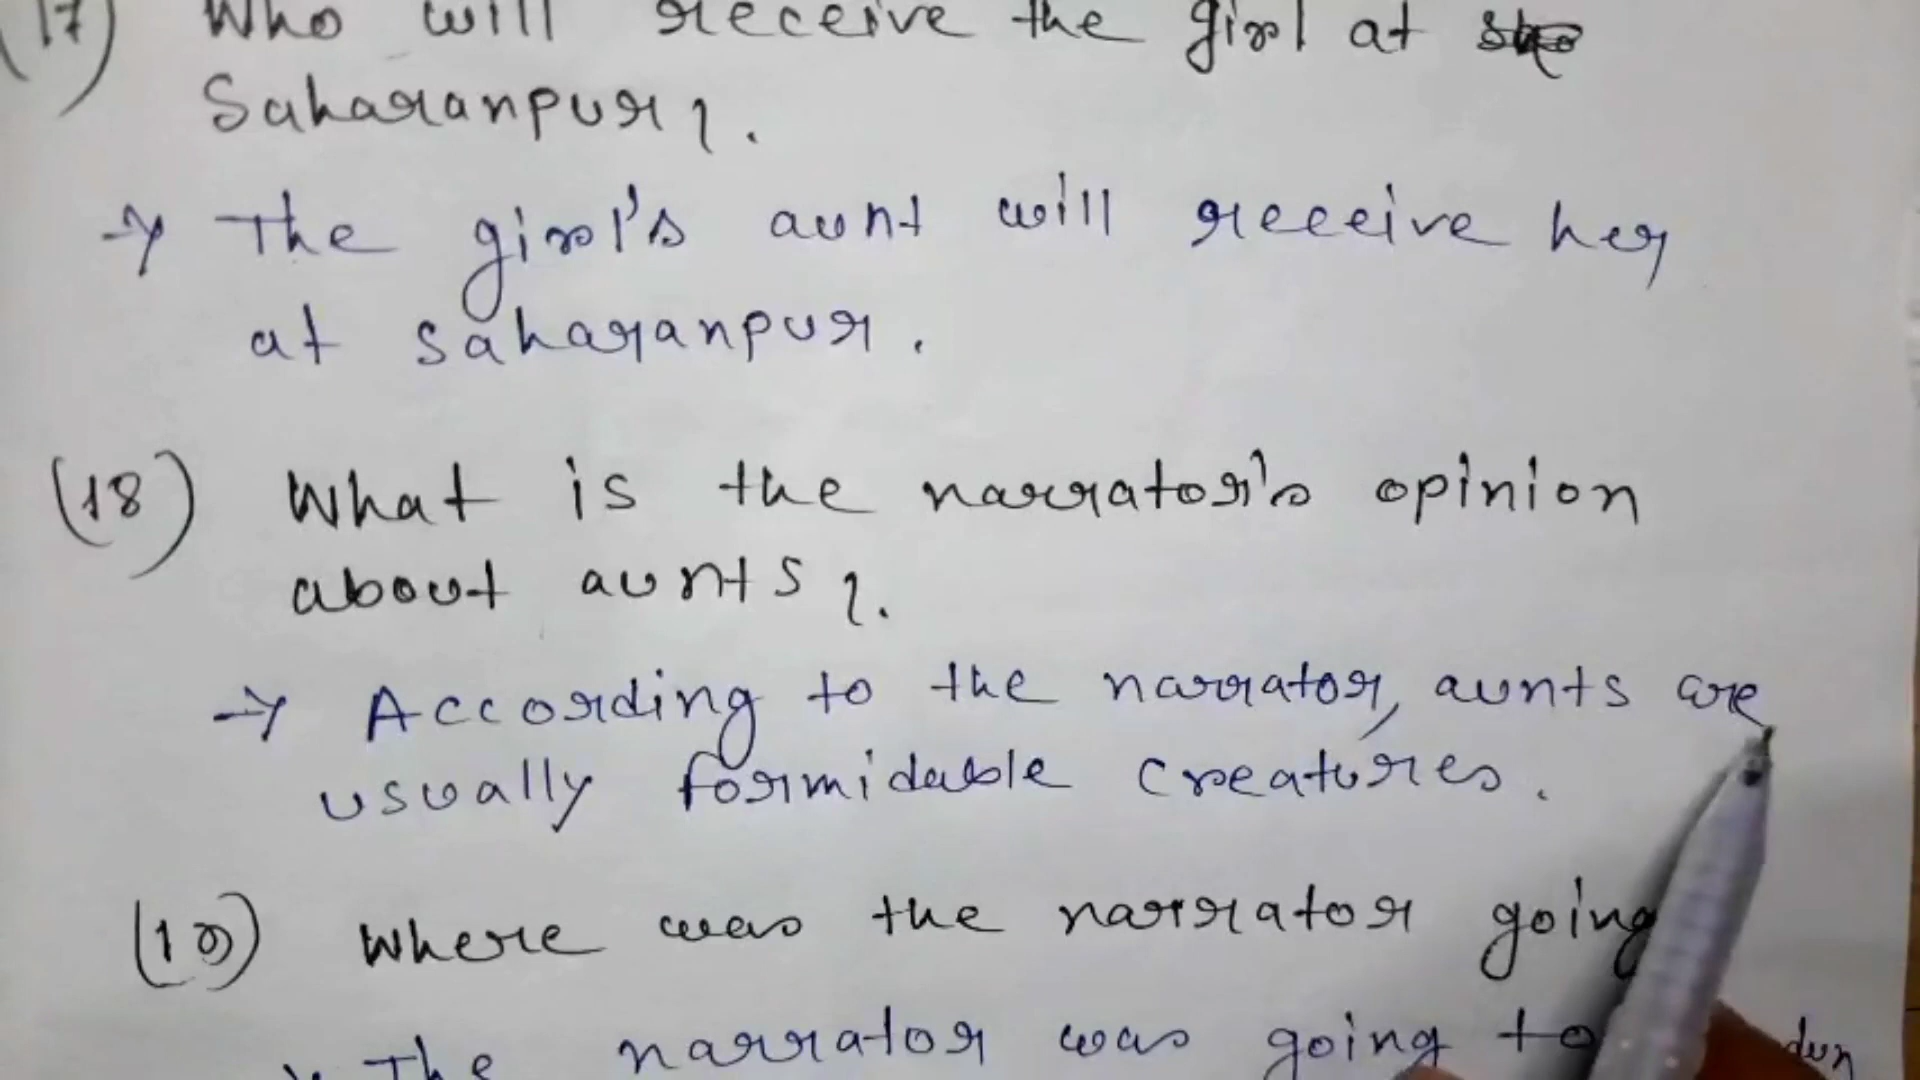 (17) Who will receive the girl at
Saharanpur?.
→ The girl's aunt will receive her
at Saharanpur.
(18) What is the narrator's opinion
about aunts?.
→ According to the narrator, aunts are
usually formidable creatures.
(19) Where was the narrator going
→ The narrator was going to